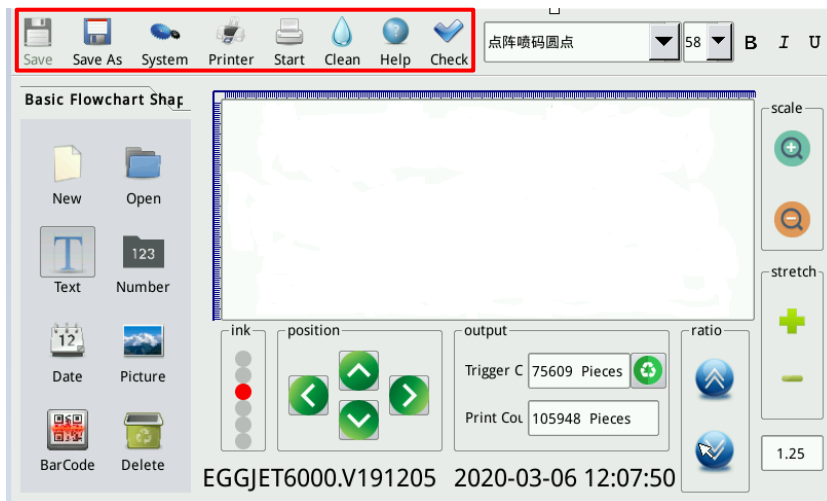 Save Save As System Printer Start Clean Help Check
点阵喷码圆点 58 B I U
Basic Flowchart Shap
New Open
Text 123
Number
12
Date Picture
BarCode Delete
scale
stretch
1.25
ink position output ratio
Trigger C 75609 Pieces
Print Cou 105948 Pieces
EGGJET6000.V191205 2020-03-06 12:07:50